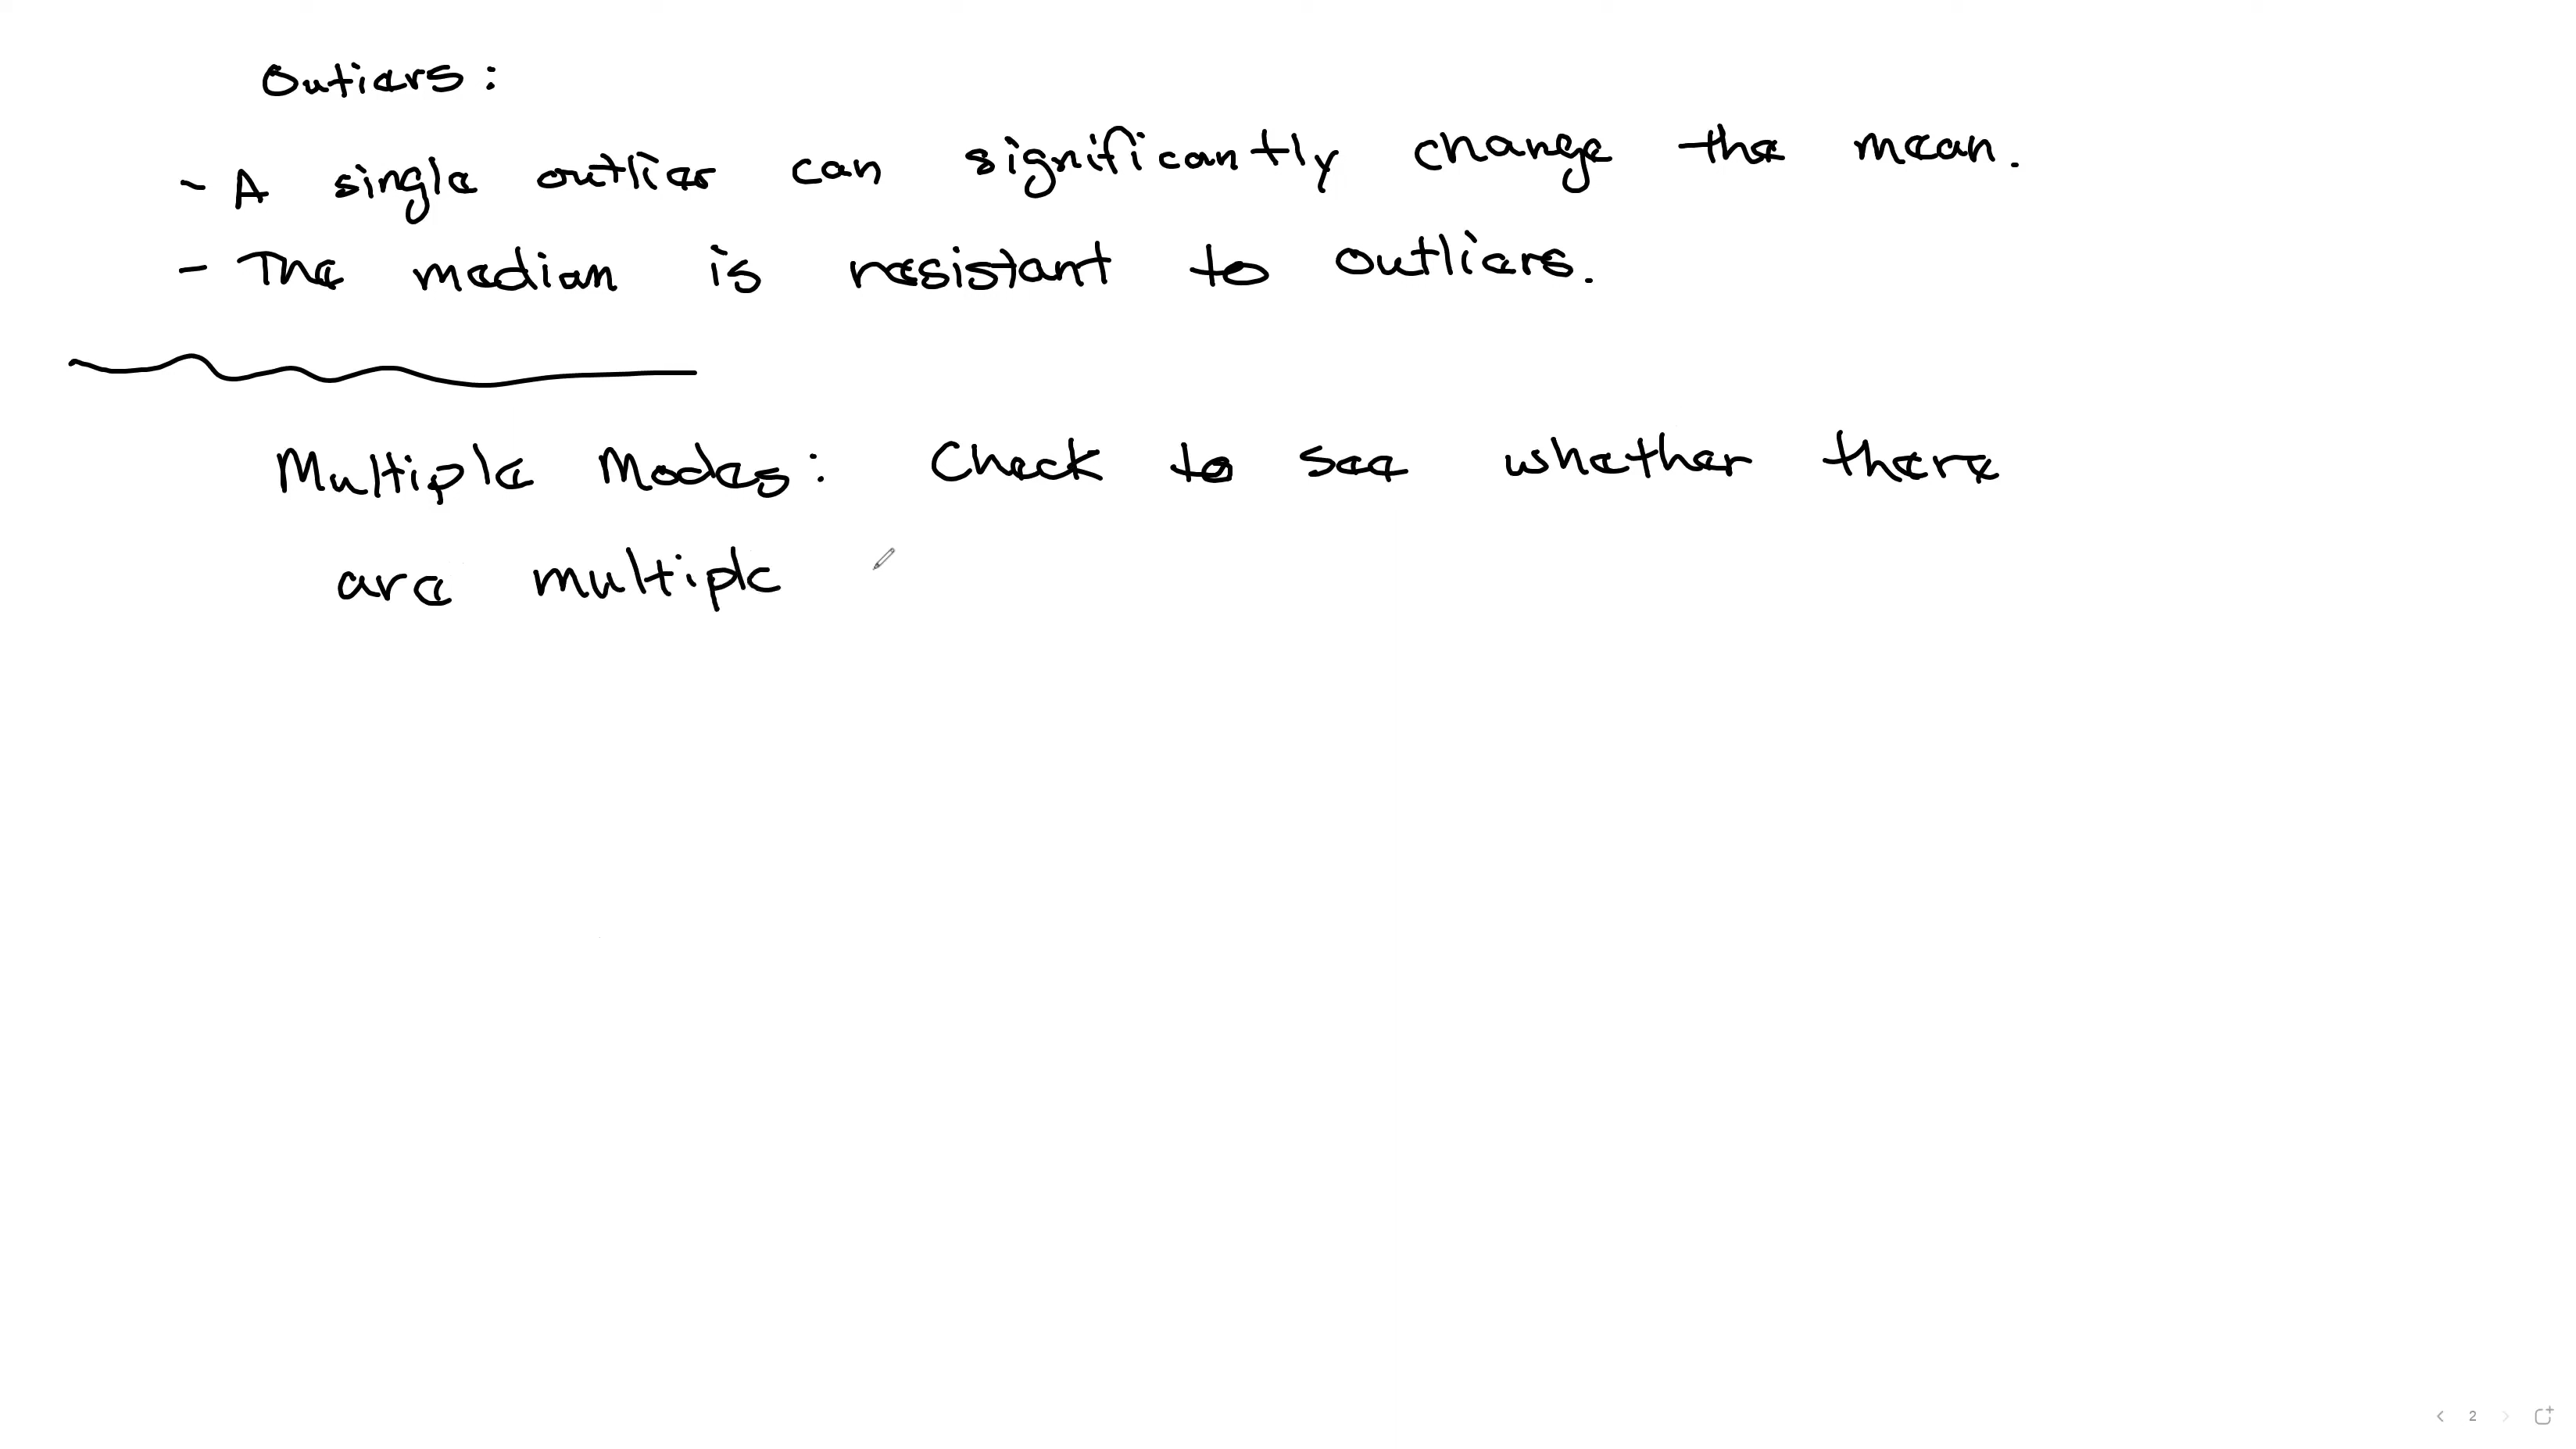 Outiers:
- A single outlier can significantly change the mean.
- The median is resistant to outliers.
Multiple Modes: Check to see whether there
are multiple
2